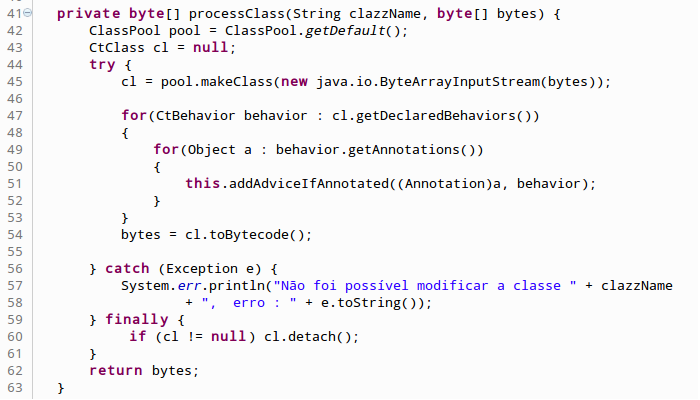 41 private byte[] processClass(String clazzName, byte[] bytes) {
42 ClassPool pool = ClassPool.getDefault();
43 CtClass cl = null;
44 try {
45 cl = pool.makeClass(new java.io.ByteArrayInputStream(bytes));
46
47 for(CtBehavior behavior : cl.getDeclaredBehaviors())
48 {
49 for(Object a : behavior.getAnnotations())
50 {
51 this.addAdviceIfAnnotated((Annotation)a, behavior);
52 }
53 }
54 bytes = cl.toBytecode();
55
56 } catch (Exception e) {
57 System.err.println("Não foi possível modificar a classe " + clazzName
58 + ",  erro : " + e.toString());
59 } finally {
60 if (cl != null) cl.detach();
61 }
62 return bytes;
63 }